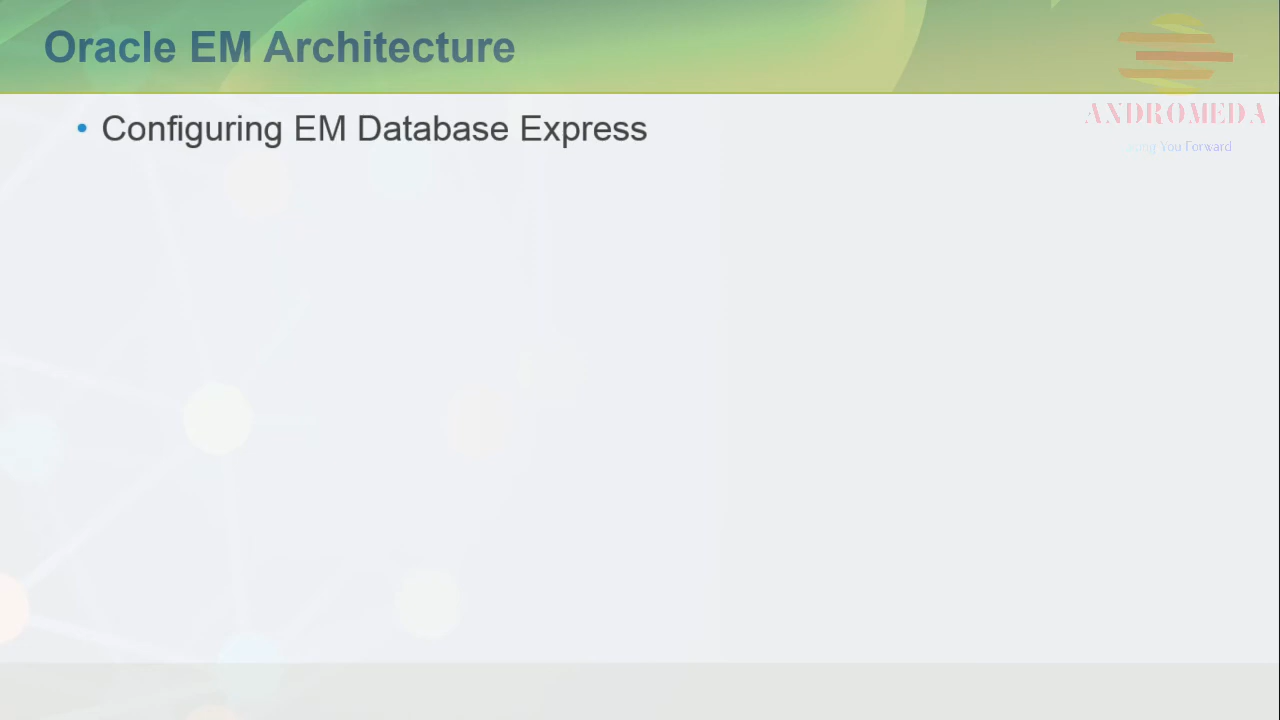 Oracle EM Architecture
• Configuring EM Database Express
ANDROMEDA
You Forward